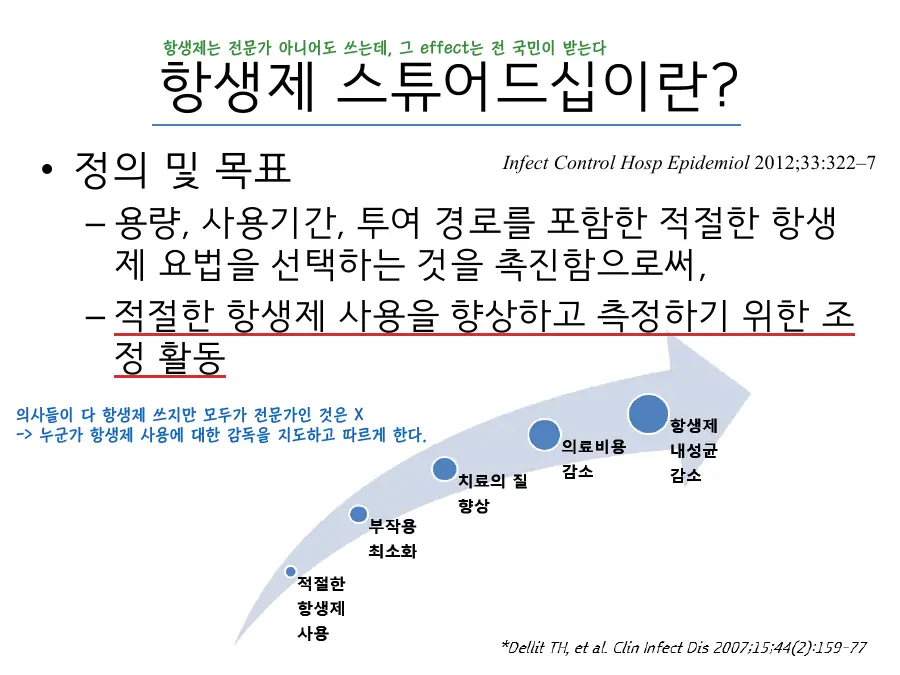 항생제는 전문가 아니어도 쓰는데, 그 effect는 전 국민이 받는다
항생제 스튜어드십이란?
• 정의 및 목표
Infect Control Hosp Epidemiol 2012;33:322–7
– 용량, 사용기간, 투여 경로를 포함한 적절한 항생
제 요법을 선택하는 것을 촉진함으로써,
– 적절한 항생제 사용을 향상하고 측정하기 위한 조
정 활동
의사들이 다 항생제 쓰지만 모두가 전문가인 것은 X
-> 누군가 항생제 사용에 대한 감독을 지도하고 따르게 한다.
적절한
항생제
사용
부작용
최소화
치료의 질
향상
의료비용
감소
항생제
내성균
감소
*Dellit TH, et al. Clin Infect Dis 2007;15;44(2):159-77